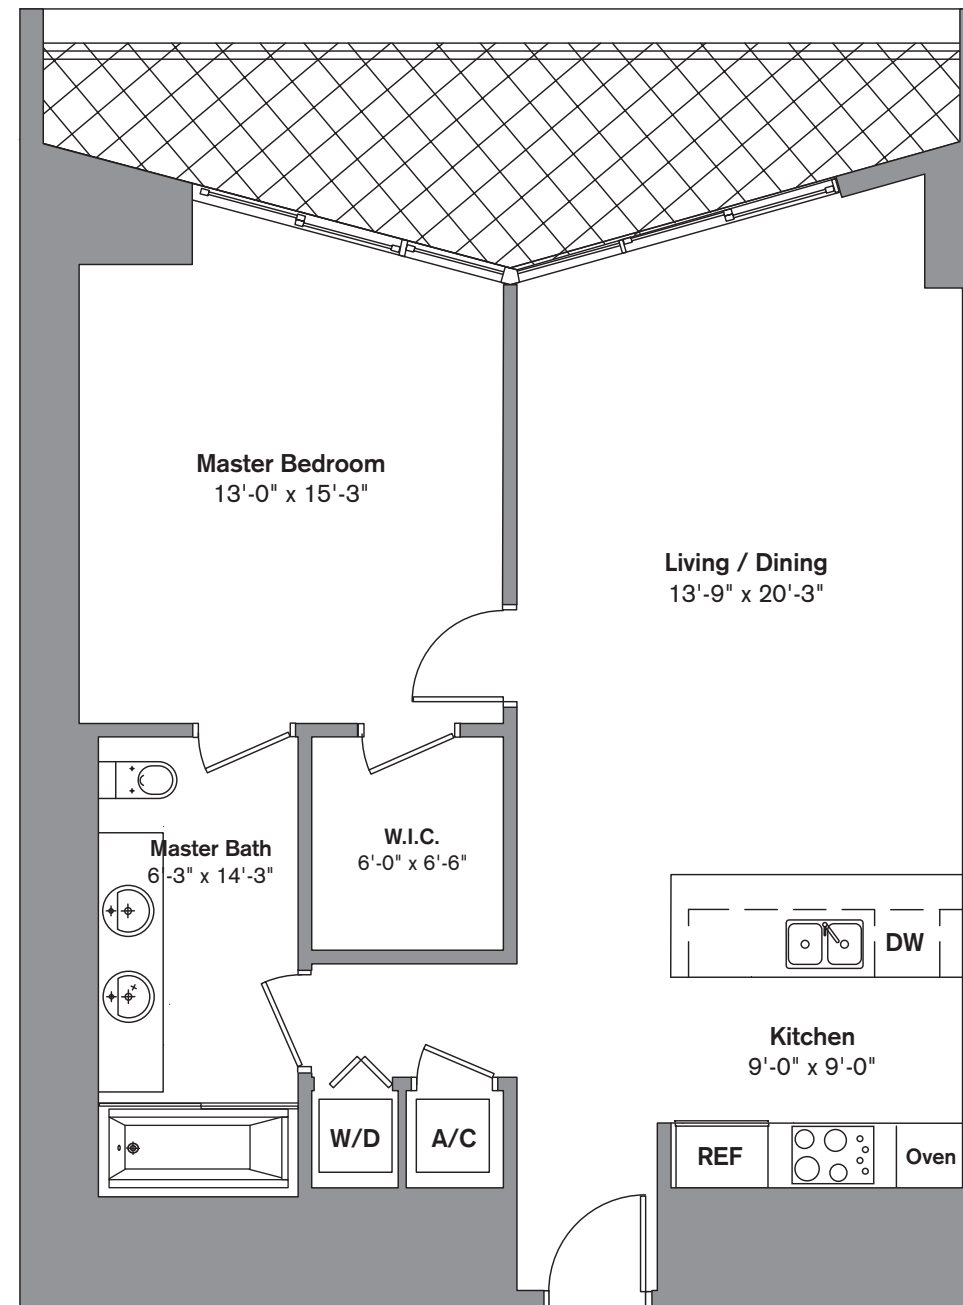 Master Bedroom
13'-0" x 15'-3"
Living / Dining
13'-9" x 20'-3"
Master Bath
6'-3" x 14'-3"
W.I.C.
6'-0" x 6'-6"
DW
Kitchen
9'-0" x 9'-0"
W/D
A/C
REF
Oven